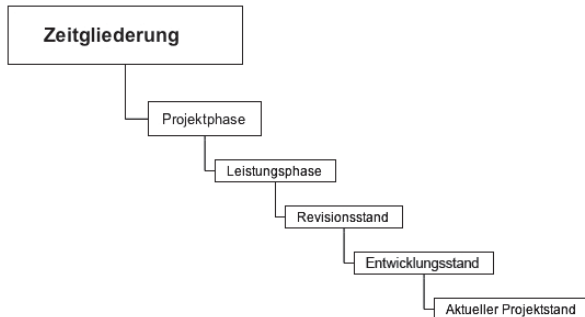 Zeitgliederung
Projektphase
Leistungsphase
Revisionsstand
Entwicklungsstand
Aktueller Projektstand